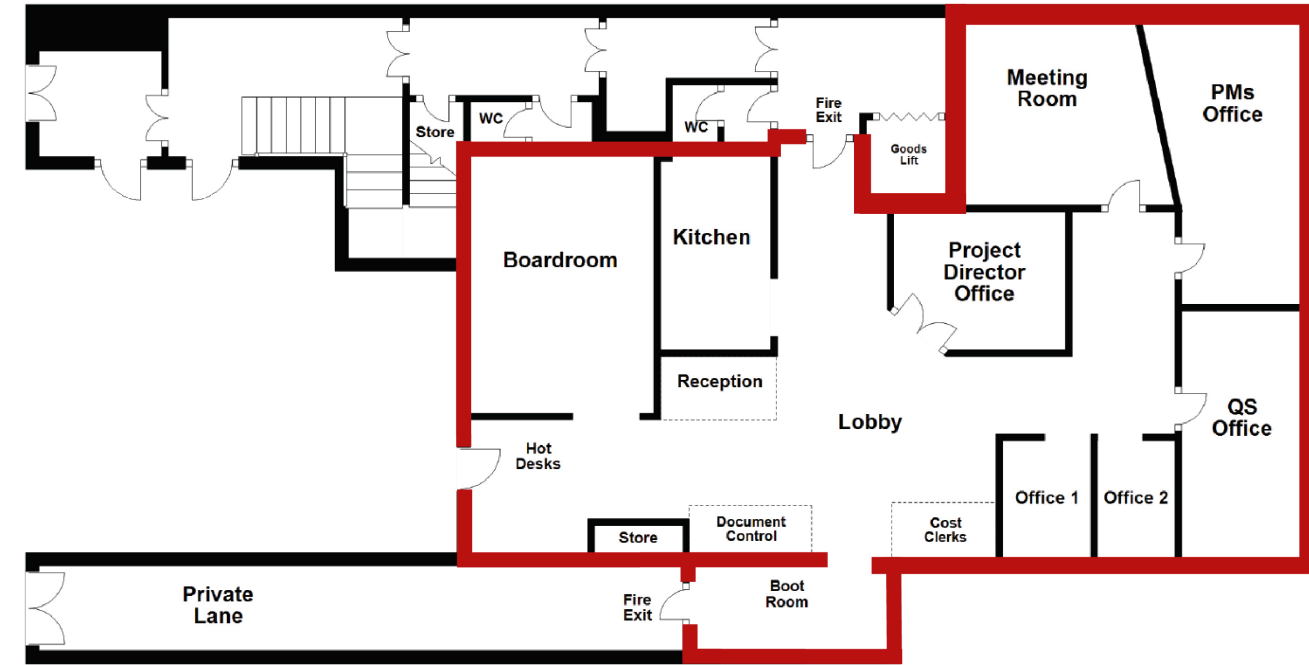 Meeting
Room
PMs
Office
Fire
Exit
Store
WC
WC
Goods
Lift
Boardroom
Kitchen
Project
Director
Office
Reception
Lobby
QS
Office
Hot
Desks
Office 1
Office 2
Store
Document
Control
Cost
Clerks
Private
Lane
Fire
Exit
Boot
Room